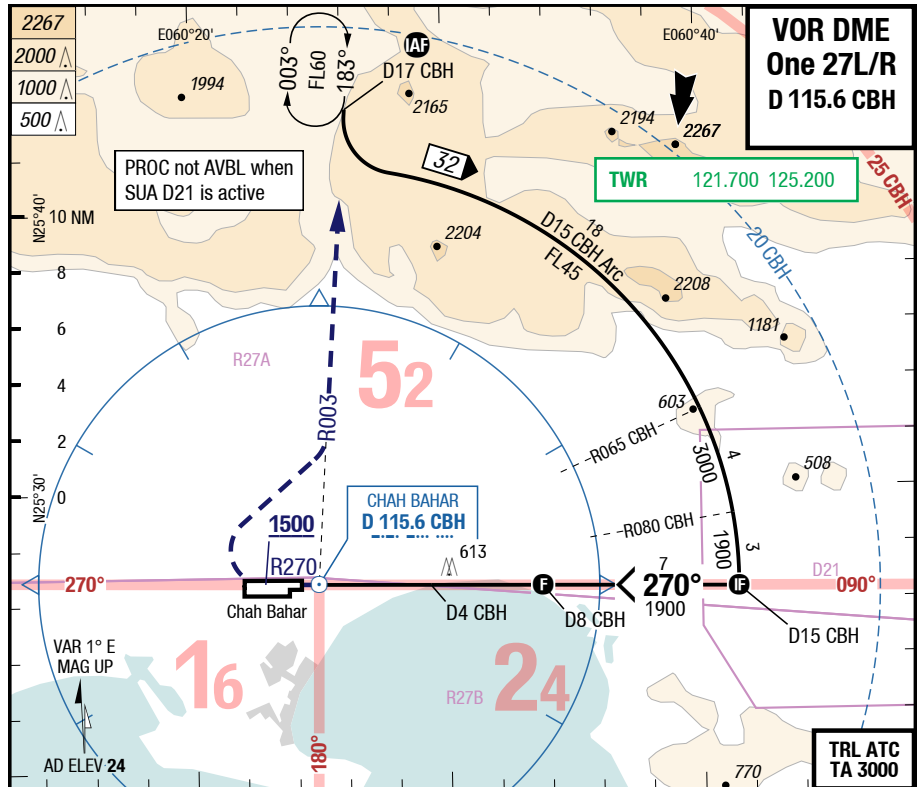 2267
2000
1000
500
E060°20'
E060°40'
VOR DME
One 27L/R
D 115.6 CBH
003°
FL60
183°
IAF
D17 CBH
1994
2165
2194
2267
PROC not AVBL when
SUA D21 is active
32
TWR 121.700 125.200
25 CBH
20 CBH
N25°40'
10 NM
8
6
4
2
0
N25°30'
2204
18
D15 CBH Arc
FL45
2208
1181
R27A
52
R003
603
R065 CBH
3000
4
508
R080 CBH
1900
3
CHAH BAHAR
D 115.6 CBH
1500
R270
613
270°
7
270°
1900
IF
D21
090°
Chah Bahar
D4 CBH
F
D8 CBH
D15 CBH
VAR 1° E
MAG UP
16
24
R27B
180°
AD ELEV 24
770
TRL ATC
TA 3000